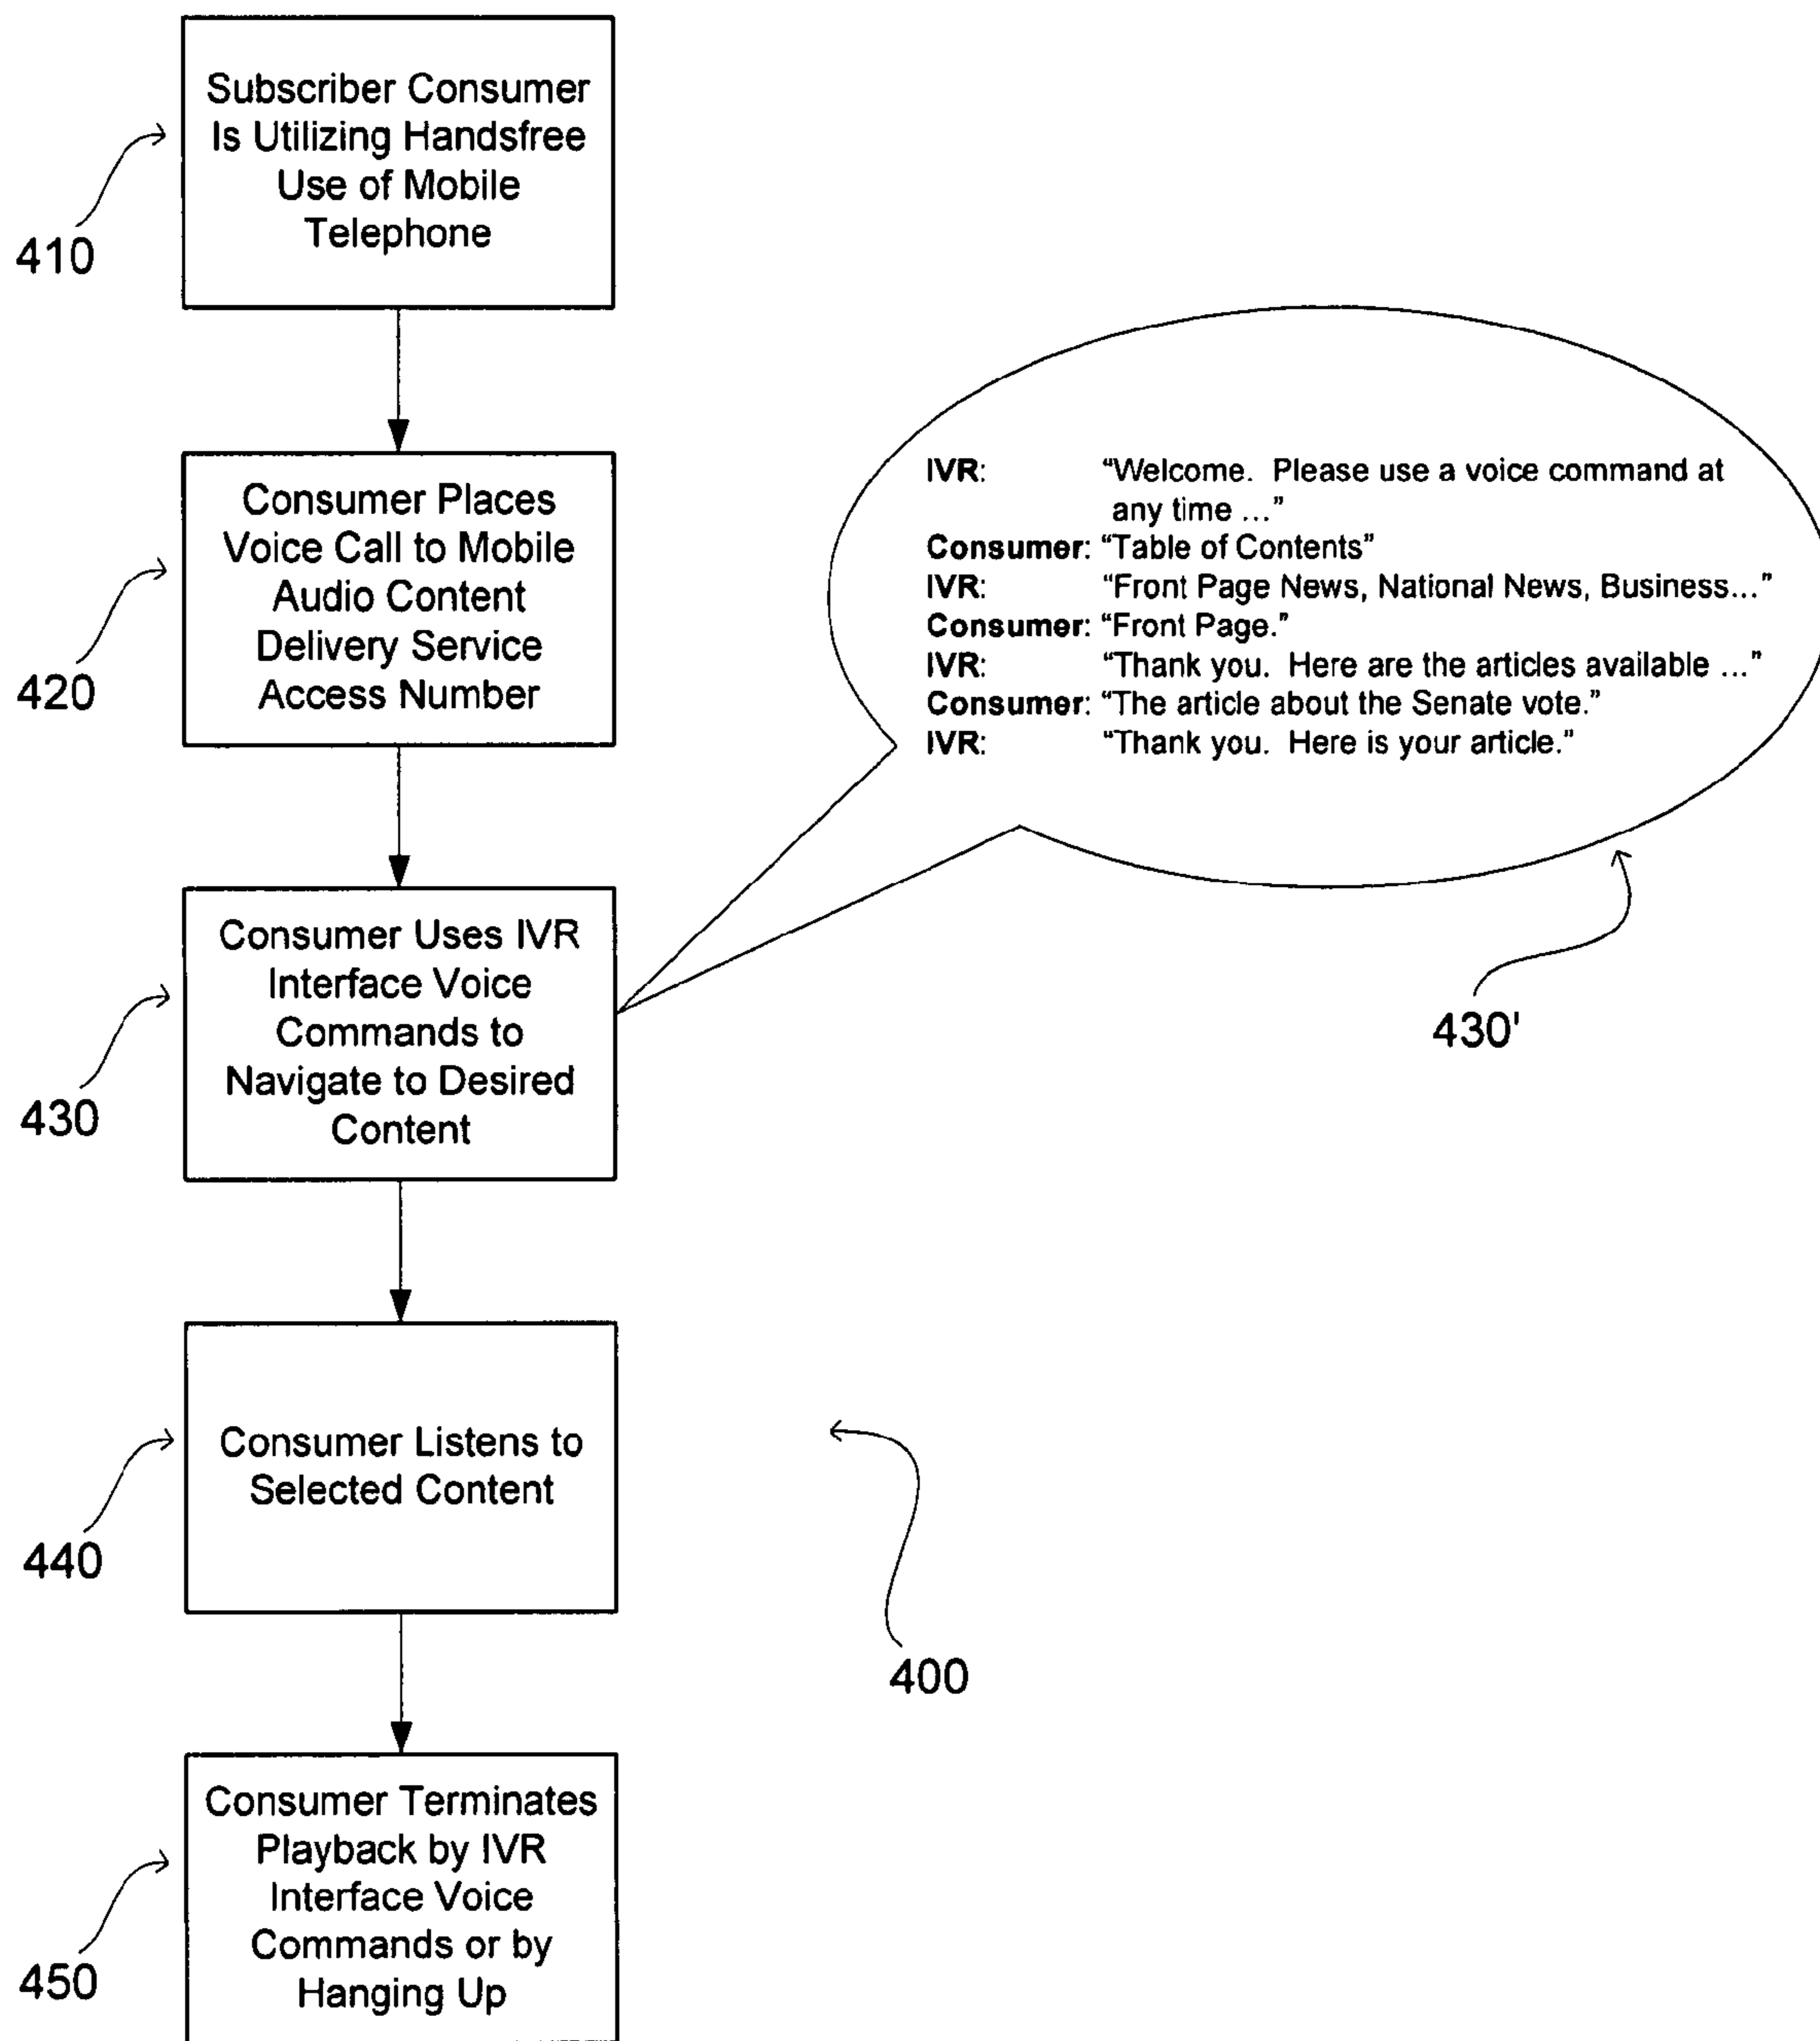 Subscriber Consumer
Is Utilizing Handsfree
Use of Mobile
Telephone
410
Consumer Places
Voice Call to Mobile
Audio Content
Delivery Service
Access Number
420
IVR: “Welcome. Please use a voice command at
any time ...”
Consumer: “Table of Contents”
IVR: “Front Page News, National News, Business...”
Consumer: “Front Page.”
IVR: “Thank you. Here are the articles available ...”
Consumer: “The article about the Senate vote.”
IVR: “Thank you. Here is your article.”
430'
Consumer Uses IVR
Interface Voice
Commands to
Navigate to Desired
Content
430
Consumer Listens to
Selected Content
440
400
Consumer Terminates
Playback by IVR
Interface Voice
Commands or by
Hanging Up
450